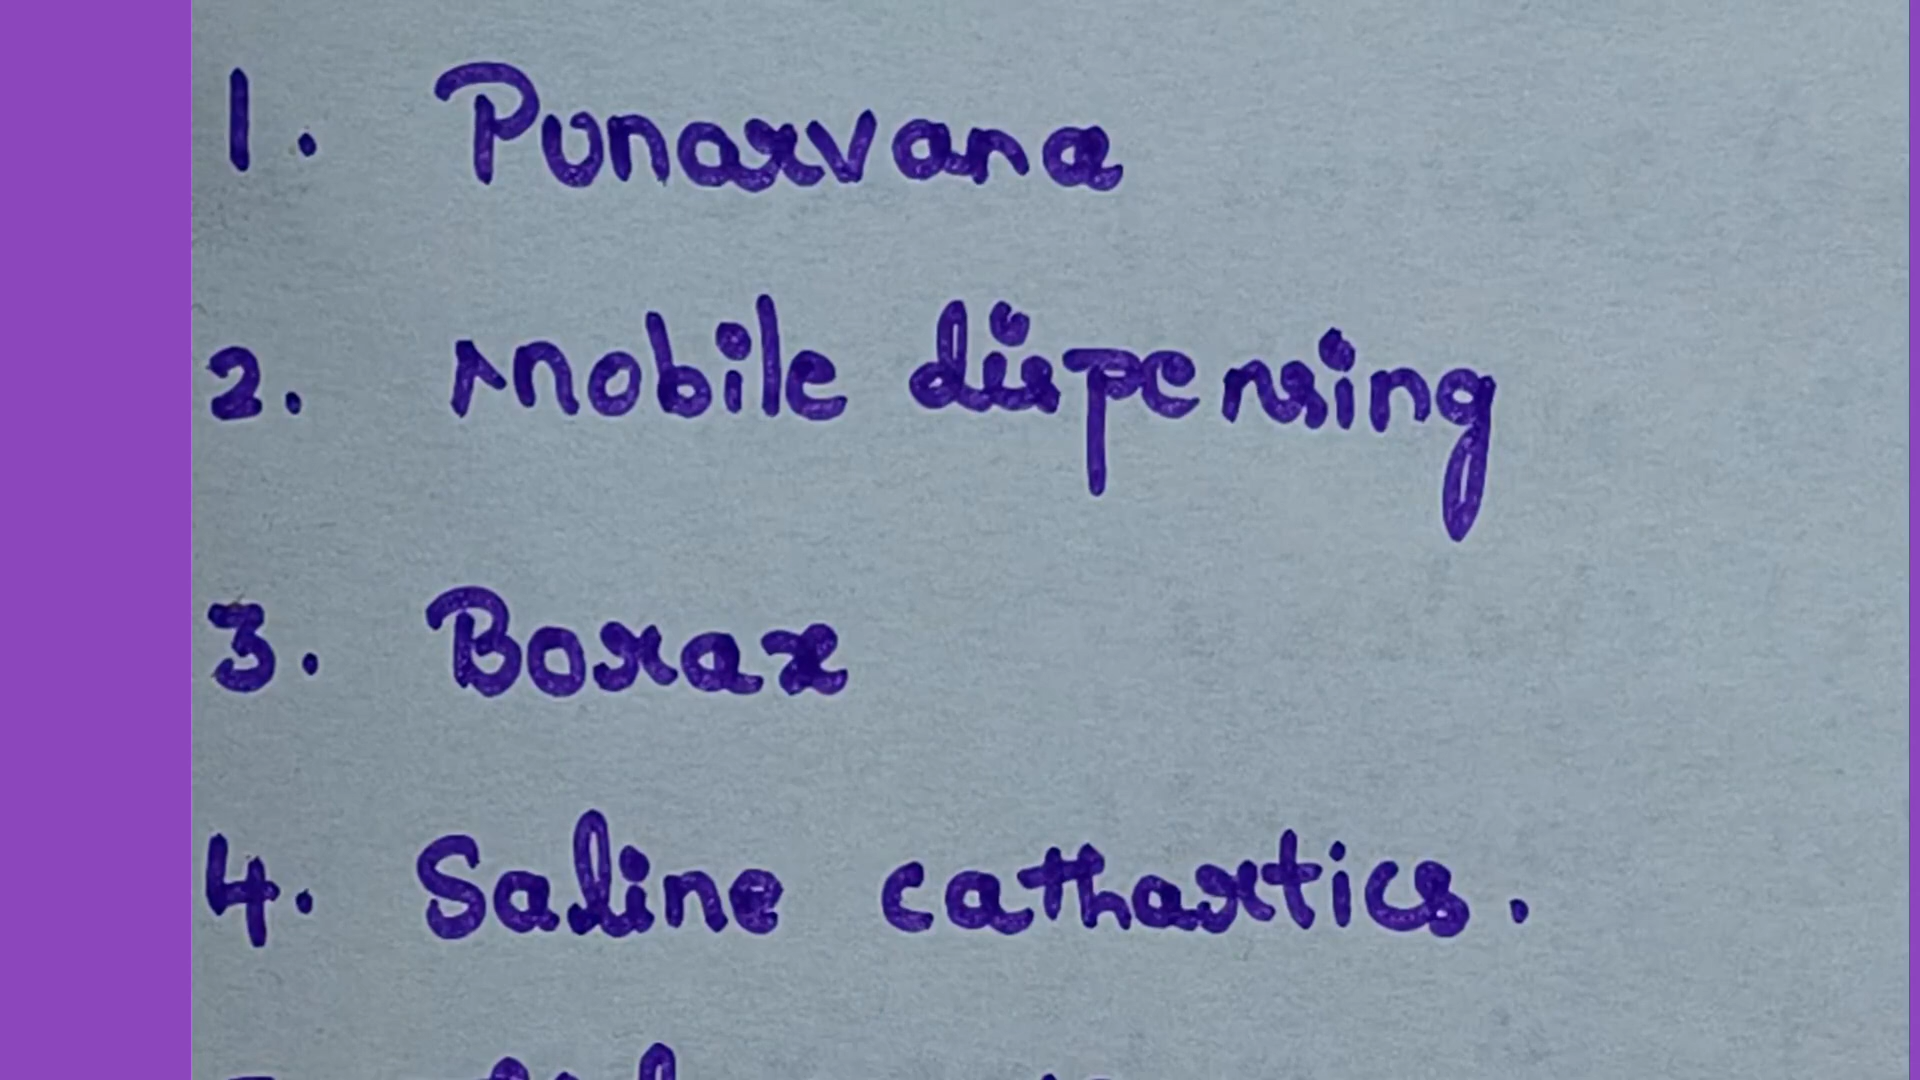 1. Punarvana
2. Mobile dispensing
3. Borax
4. Saline cathartics.